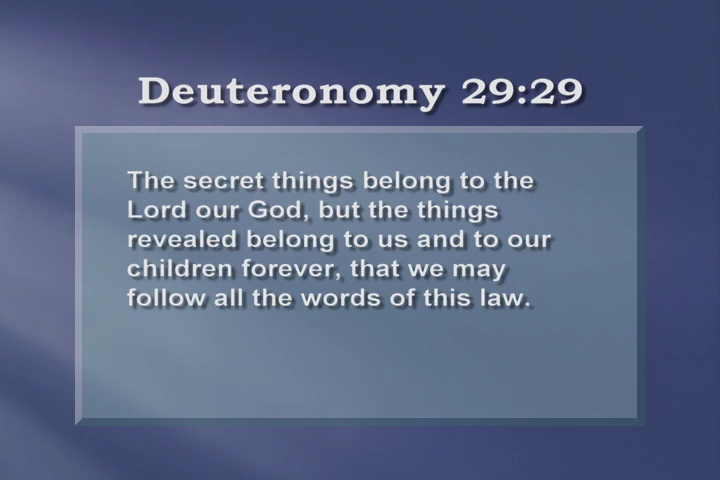 Deuteronomy 29:29
The secret things belong to the
Lord our God, but the things
revealed belong to us and to our
children forever, that we may
follow all the words of this law.